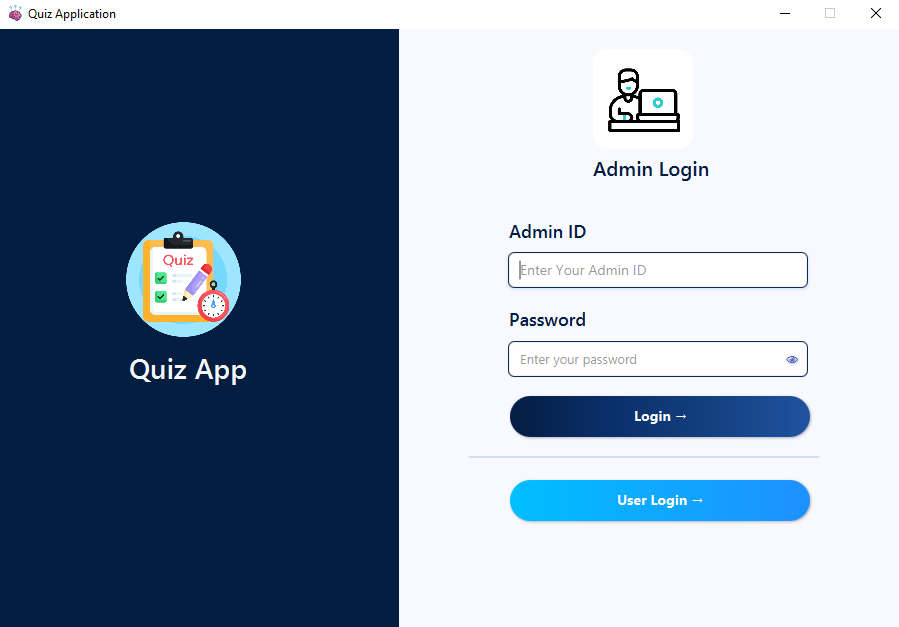 Quiz Application
Quiz
Quiz App
Admin Login
Admin ID
Enter Your Admin ID
Password
Enter your password
Login →
User Login →